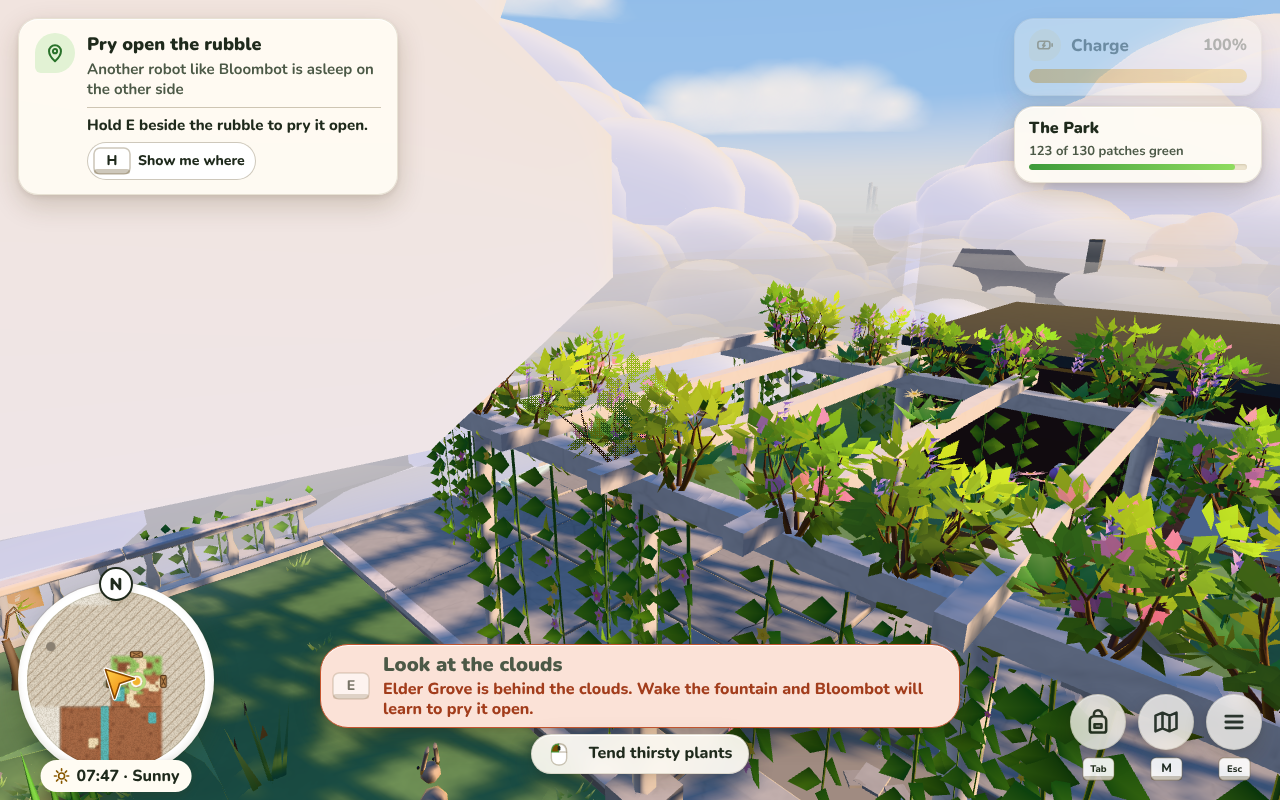 Pry open the rubble
Another robot like Bloombot is asleep on
the other side
Hold E beside the rubble to pry it open.
H Show me where
Charge 100%
The Park
123 of 130 patches green
N
07:47 · Sunny
E
Look at the clouds
Elder Grove is behind the clouds. Wake the fountain and Bloombot will
learn to pry it open.
Tend thirsty plants
Tab M Esc